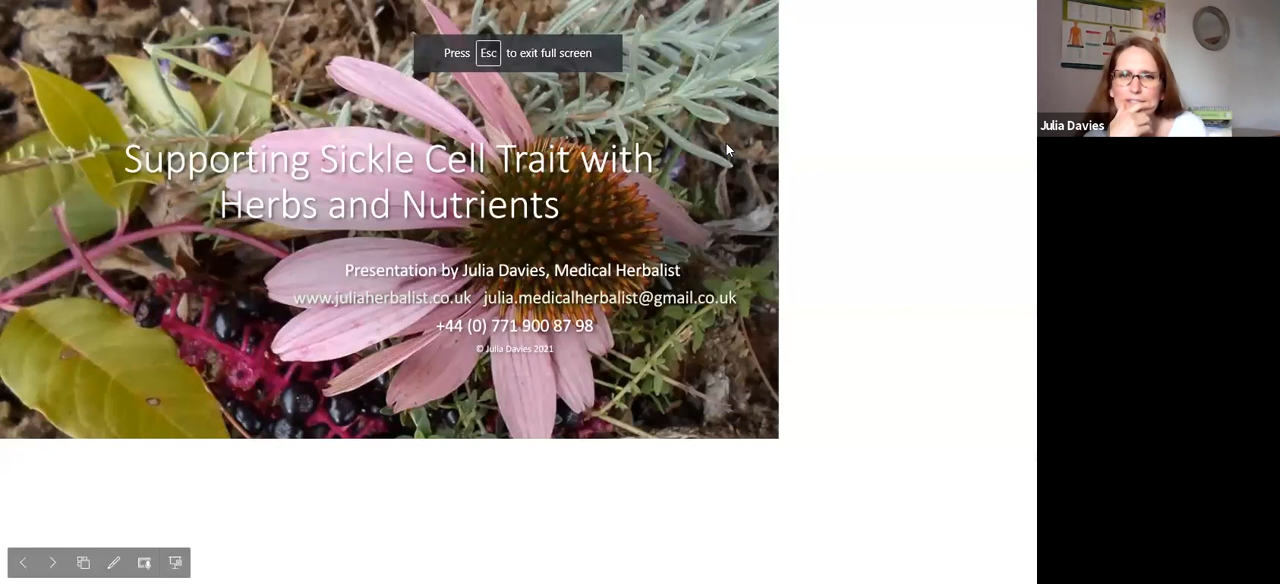 Press Esc to exit full screen
Supporting Sickle Cell Trait with
Herbs and Nutrients
Presentation by Julia Davies, Medical Herbalist
www.juliaherbalist.co.uk julia.medicalherbalist@gmail.co.uk
+44 (0) 771 900 87 98
© Julia Davies 2021
Julia Davies